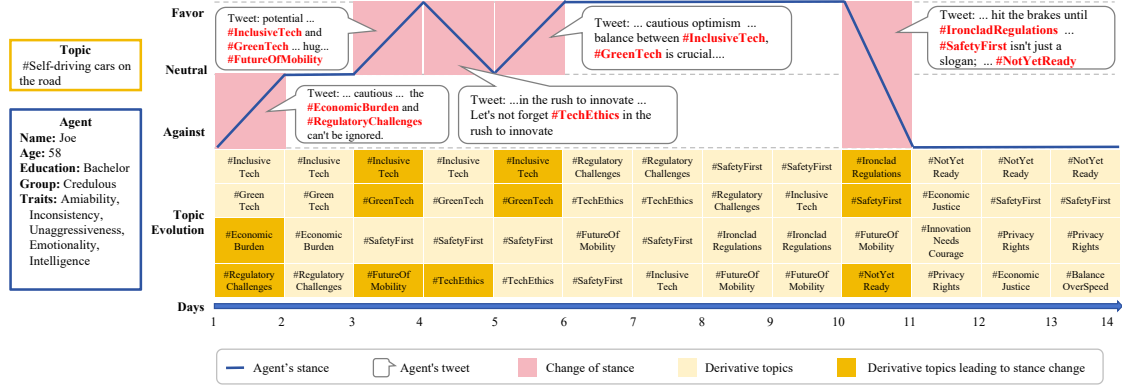 Topic
#Self-driving cars on
the road
Agent
Name: Joe
Age: 58
Education: Bachelor
Group: Credulous
Traits: Amiability,
Inconsistency,
Unaggressiveness,
Emotionality,
Intelligence
Favor
Neutral
Against
Topic
Evolution
Days
Tweet: potential ...
#InclusiveTech and
#GreenTech ... hug...
#FutureOfMobility
Tweet: ... cautious optimism ...
balance between #InclusiveTech,
#GreenTech is crucial....
Tweet: ... hit the brakes until
#IroncladRegulations ...
#SafetyFirst isn't just a
slogan; ... #NotYetReady
Tweet: ... cautious ... the
#EconomicBurden and
#RegulatoryChallenges
can't be ignored.
Tweet: ...in the rush to innovate ...
Let's not forget #TechEthics in the
rush to innovate
#Inclusive Tech #Inclusive Tech #Inclusive Tech #Inclusive Tech #Inclusive Tech #Regulatory Challenges #Regulatory Challenges #SafetyFirst #SafetyFirst #Ironclad Regulations #NotYet Ready #NotYet Ready #NotYet Ready
#Green Tech #Green Tech #GreenTech #GreenTech #GreenTech #TechEthics #TechEthics #Regulatory Challenges #Inclusive Tech #SafetyFirst #Economic Justice #SafetyFirst #SafetyFirst
#Economic Burden #Economic Burden #SafetyFirst #SafetyFirst #SafetyFirst #FutureOf Mobility #SafetyFirst #Ironclad Regulations #Ironclad Regulations #FutureOf Mobility #Innovation Needs Courage #Privacy Rights #Privacy Rights
#Regulatory Challenges #Regulatory Challenges #FutureOf Mobility #TechEthics #TechEthics #SafetyFirst #Inclusive Tech #FutureOf Mobility #FutureOf Mobility #NotYet Ready #Privacy Rights #Economic Justice #Balance OverSpeed
1 2 3 4 5 6 7 8 9 10 11 12 13 14
Agent's stance
Agent's tweet
Change of stance
Derivative topics
Derivative topics leading to stance change